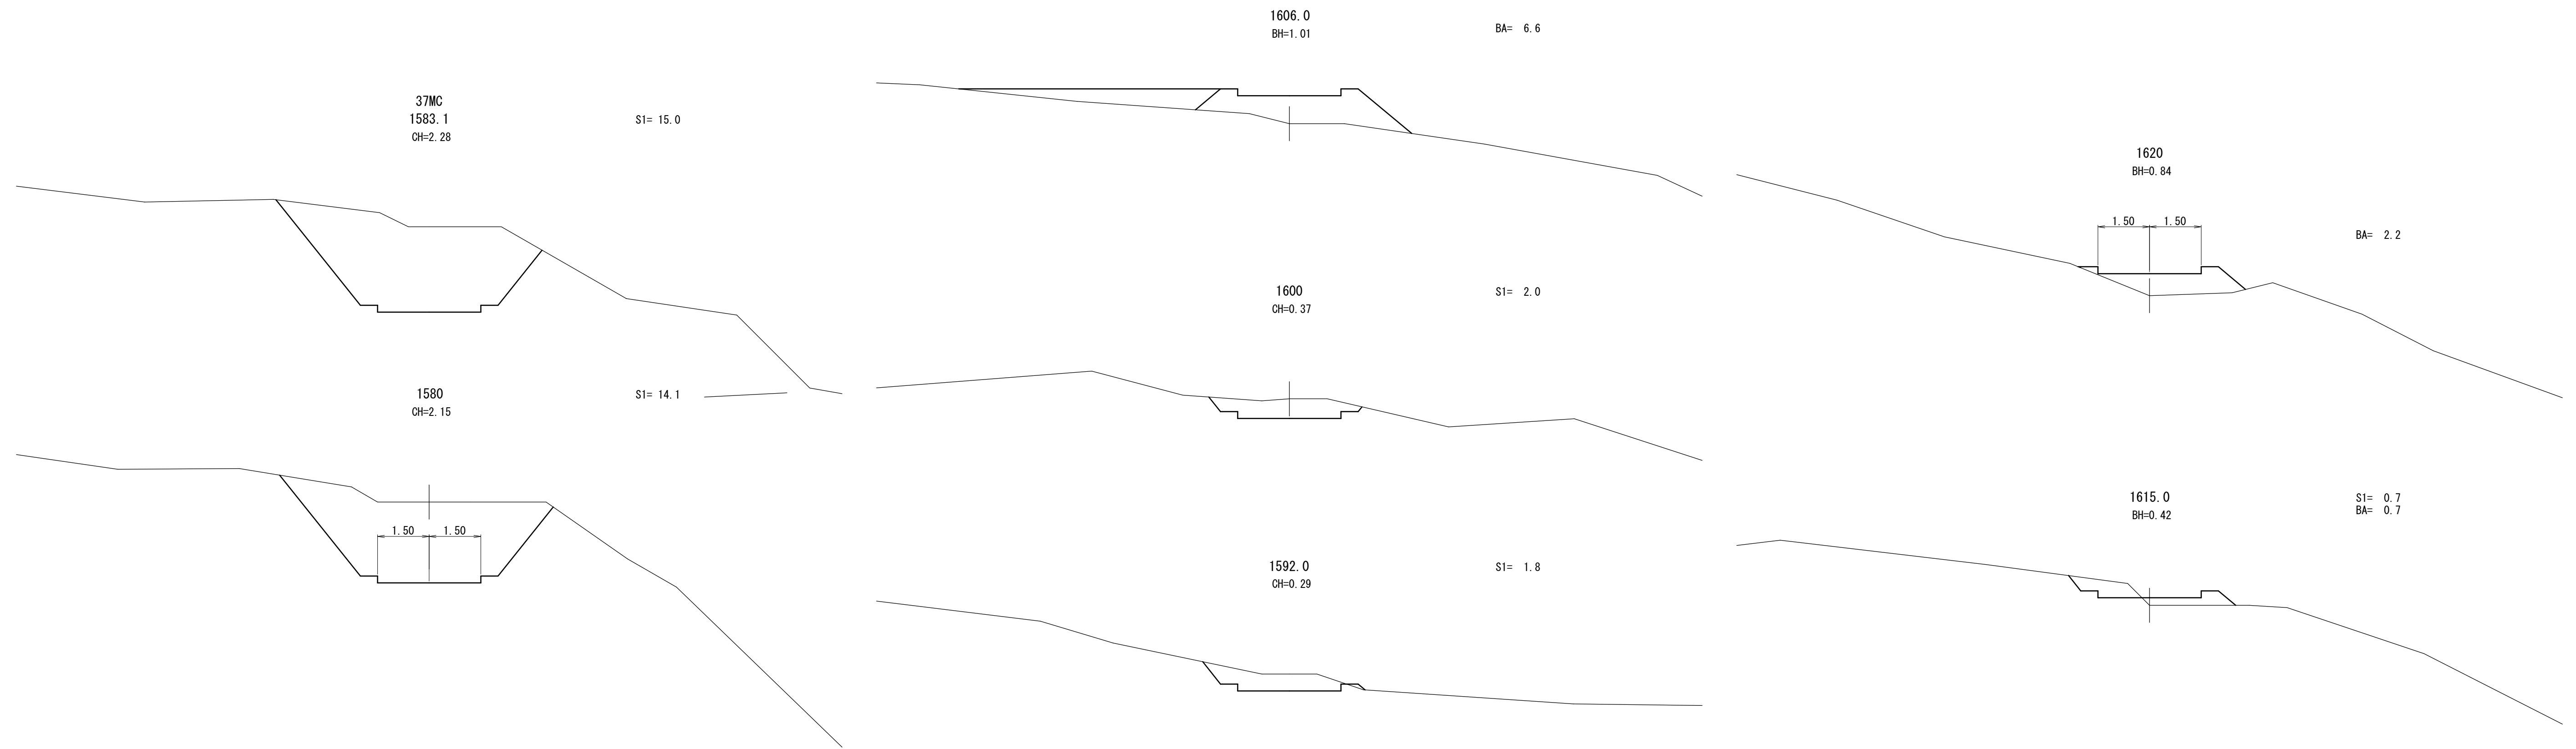 37MC
1583.1
CH=2.28
S1= 15.0
1580
CH=2.15
S1= 14.1
1.50 1.50
1606.0
BH=1.01
BA= 6.6
1600
CH=0.37
S1= 2.0
1592.0
CH=0.29
S1= 1.8
1620
BH=0.84
1.50 1.50
BA= 2.2
1615.0
BH=0.42
S1= 0.7
BA= 0.7